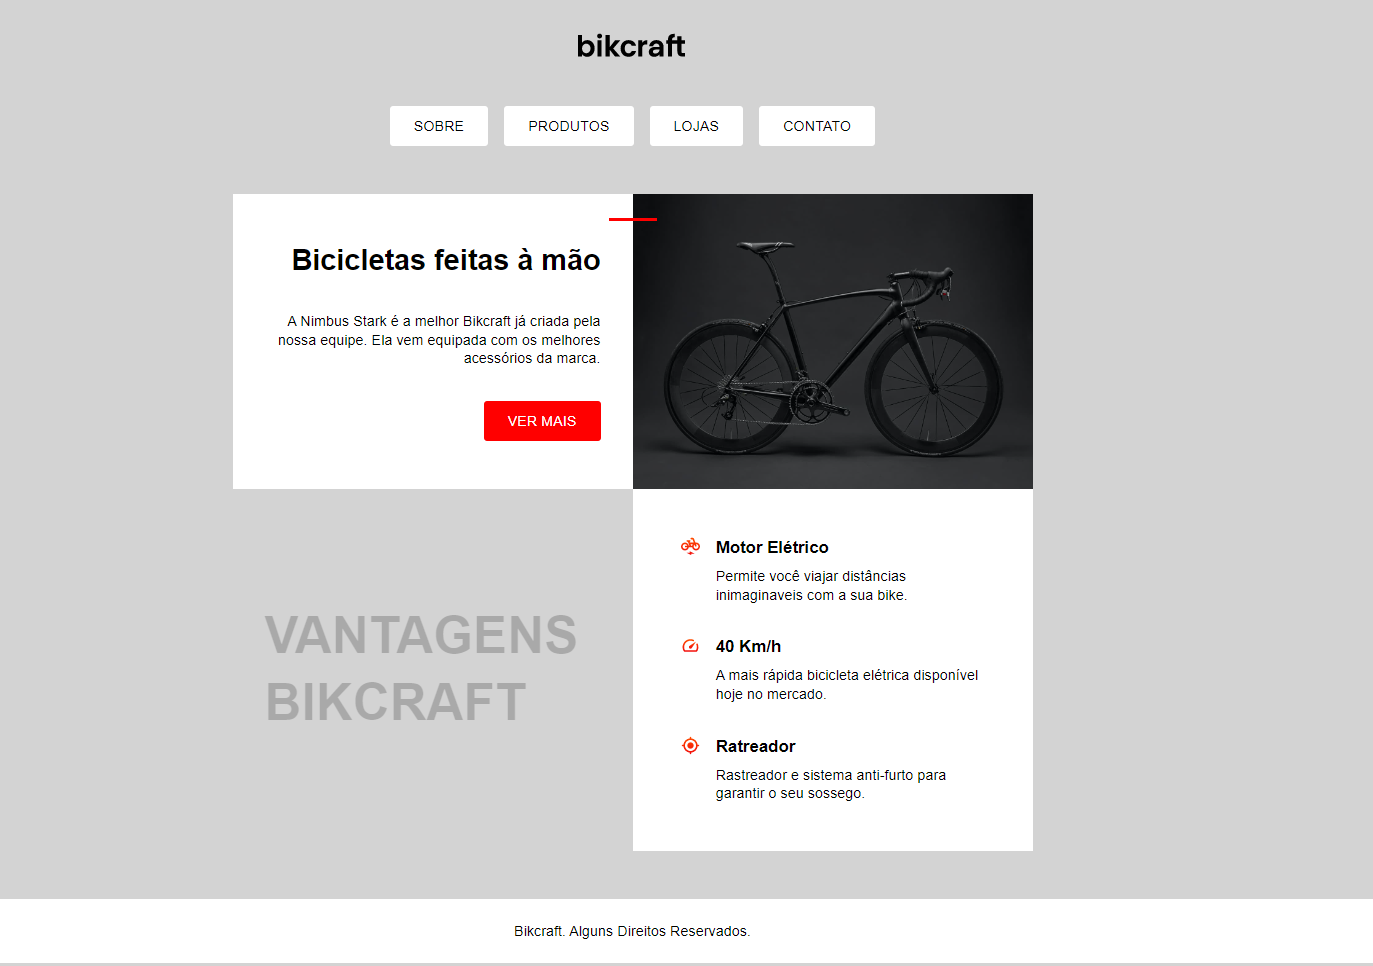 bikcraft
SOBRE PRODUTOS LOJAS CONTATO
Bicicletas feitas à mão
A Nimbus Stark é a melhor Bikcraft já criada pela
nossa equipe. Ela vem equipada com os melhores
acessórios da marca.
VER MAIS
VANTAGENS
BIKCRAFT
Motor Elétrico
Permite você viajar distâncias
inimaginaveis com a sua bike.
40 Km/h
A mais rápida bicicleta elétrica disponível
hoje no mercado.
Ratreador
Rastreador e sistema anti-furto para
garantir o seu sossego.
Bikcraft. Alguns Direitos Reservados.